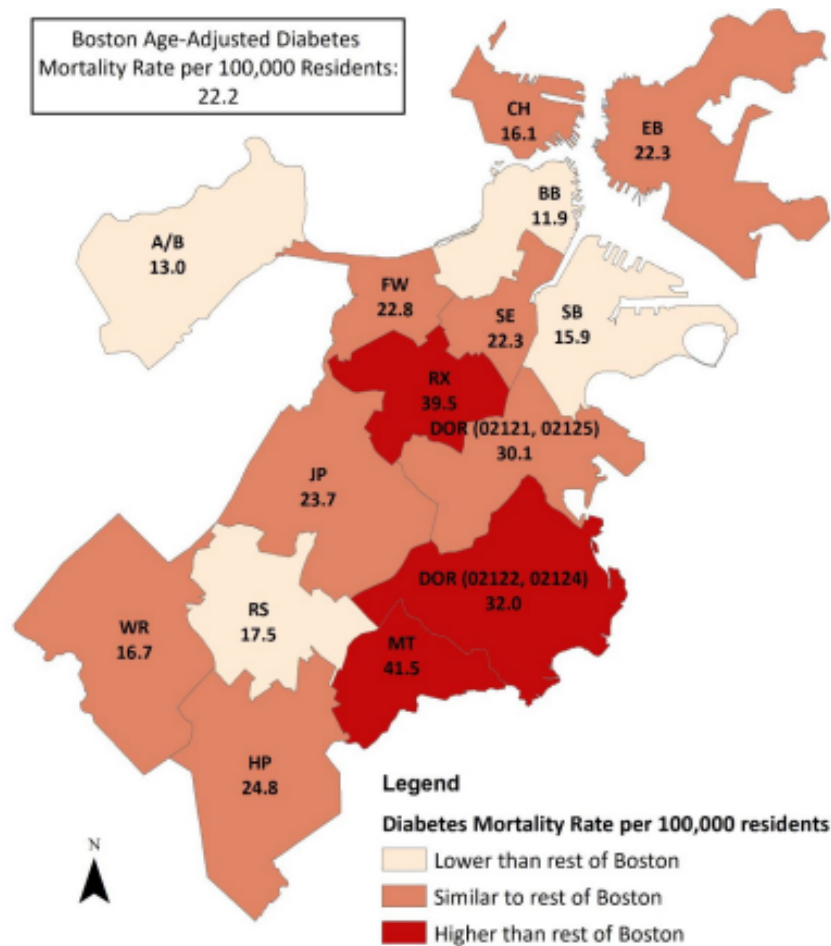 Boston Age-Adjusted Diabetes
Mortality Rate per 100,000 Residents:
22.2
CH
16.1
EB
22.3
BB
11.9
A/B
13.0
FW
22.8
SE
22.3
SB
15.9
RX
39.5
DOR (02121, 02125)
30.1
JP
23.7
DOR (02122, 02124)
32.0
RS
17.5
WR
16.7
MT
41.5
HP
24.8
N
Legend
Diabetes Mortality Rate per 100,000 residents
Lower than rest of Boston
Similar to rest of Boston
Higher than rest of Boston